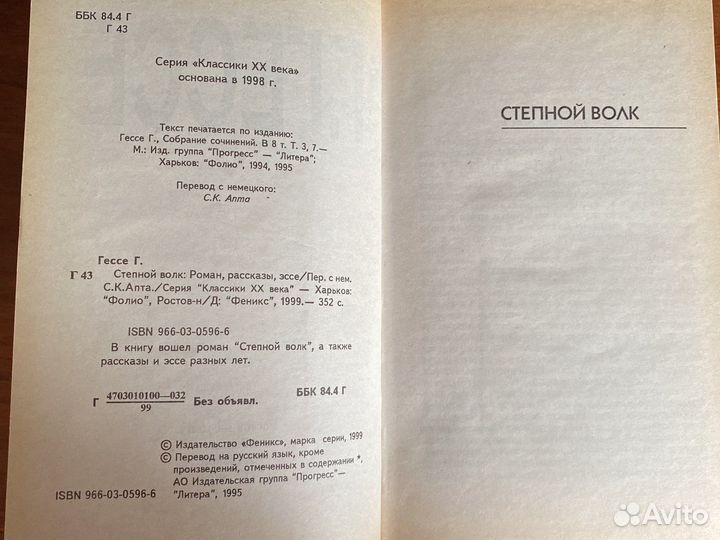 ББК 84.4 Г
Г 43
Серия «Классики XX века»
основана в 1998 г.
Текст печатается по изданию:
Гессе Г., Собрание сочинений. В 8 т. Т. 3, 7.—
М.: Изд. группа "Прогресс" — "Литера";
Харьков: "Фолио", 1994, 1995
Перевод с немецкого:
С.К. Апта
Гессе Г.
Г 43 Степной волк: Роман, рассказы, эссе/Пер. с нем.
С.К.Апта./Серия "Классики XX века" — Харьков:
"Фолио", Ростов-н/Д: "Феникс", 1999.— 352 с.
ISBN 966-03-0596-6
В книгу вошел роман "Степной волк", а также
рассказы и эссе разных лет.
Г 4703010100—032/99 Без объявл. ББК 84.4 Г
© Издательство «Феникс», марка серии, 1999
© Перевод на русский язык, кроме
произведений, отмеченных в содержании *,
АО Издательская группа "Прогресс"—
"Литера", 1995
ISBN 966-03-0596-6
СТЕПНОЙ ВОЛК
Avito